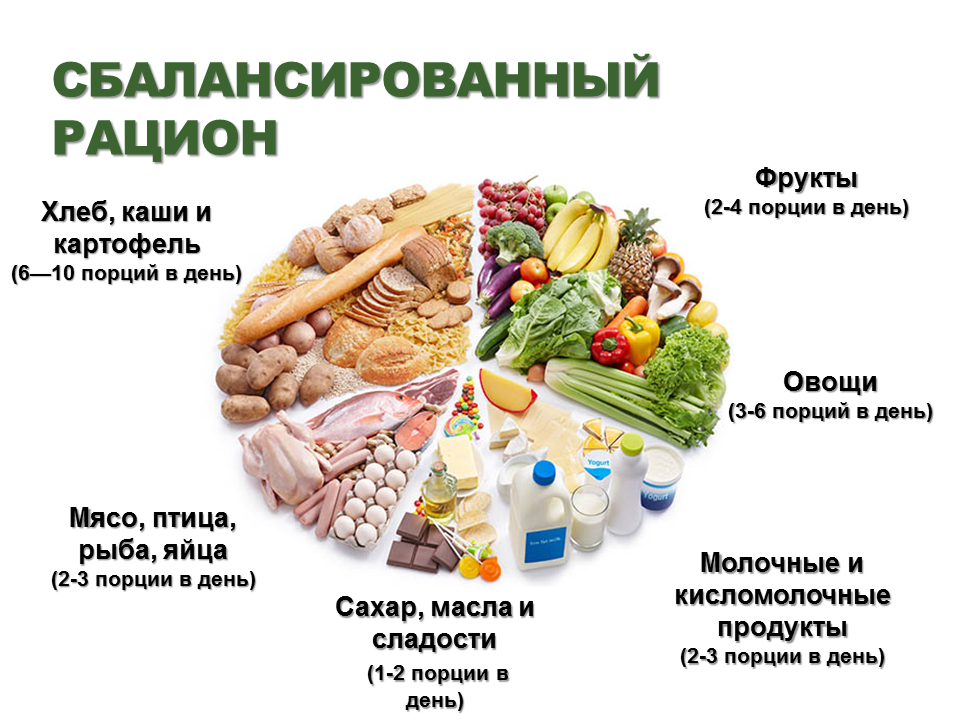 СБАЛАНСИРОВАННЫЙ
РАЦИОН
Хлеб, каши и
картофель
(6—10 порций в день)
Фрукты
(2-4 порции в день)
Овощи
(3-6 порций в день)
Мясо, птица,
рыба, яйца
(2-3 порции в день)
Сахар, масла и
сладости
(1-2 порции в
день)
Молочные и
кисломолочные
продукты
(2-3 порции в день)
Yogurt
Yogurt